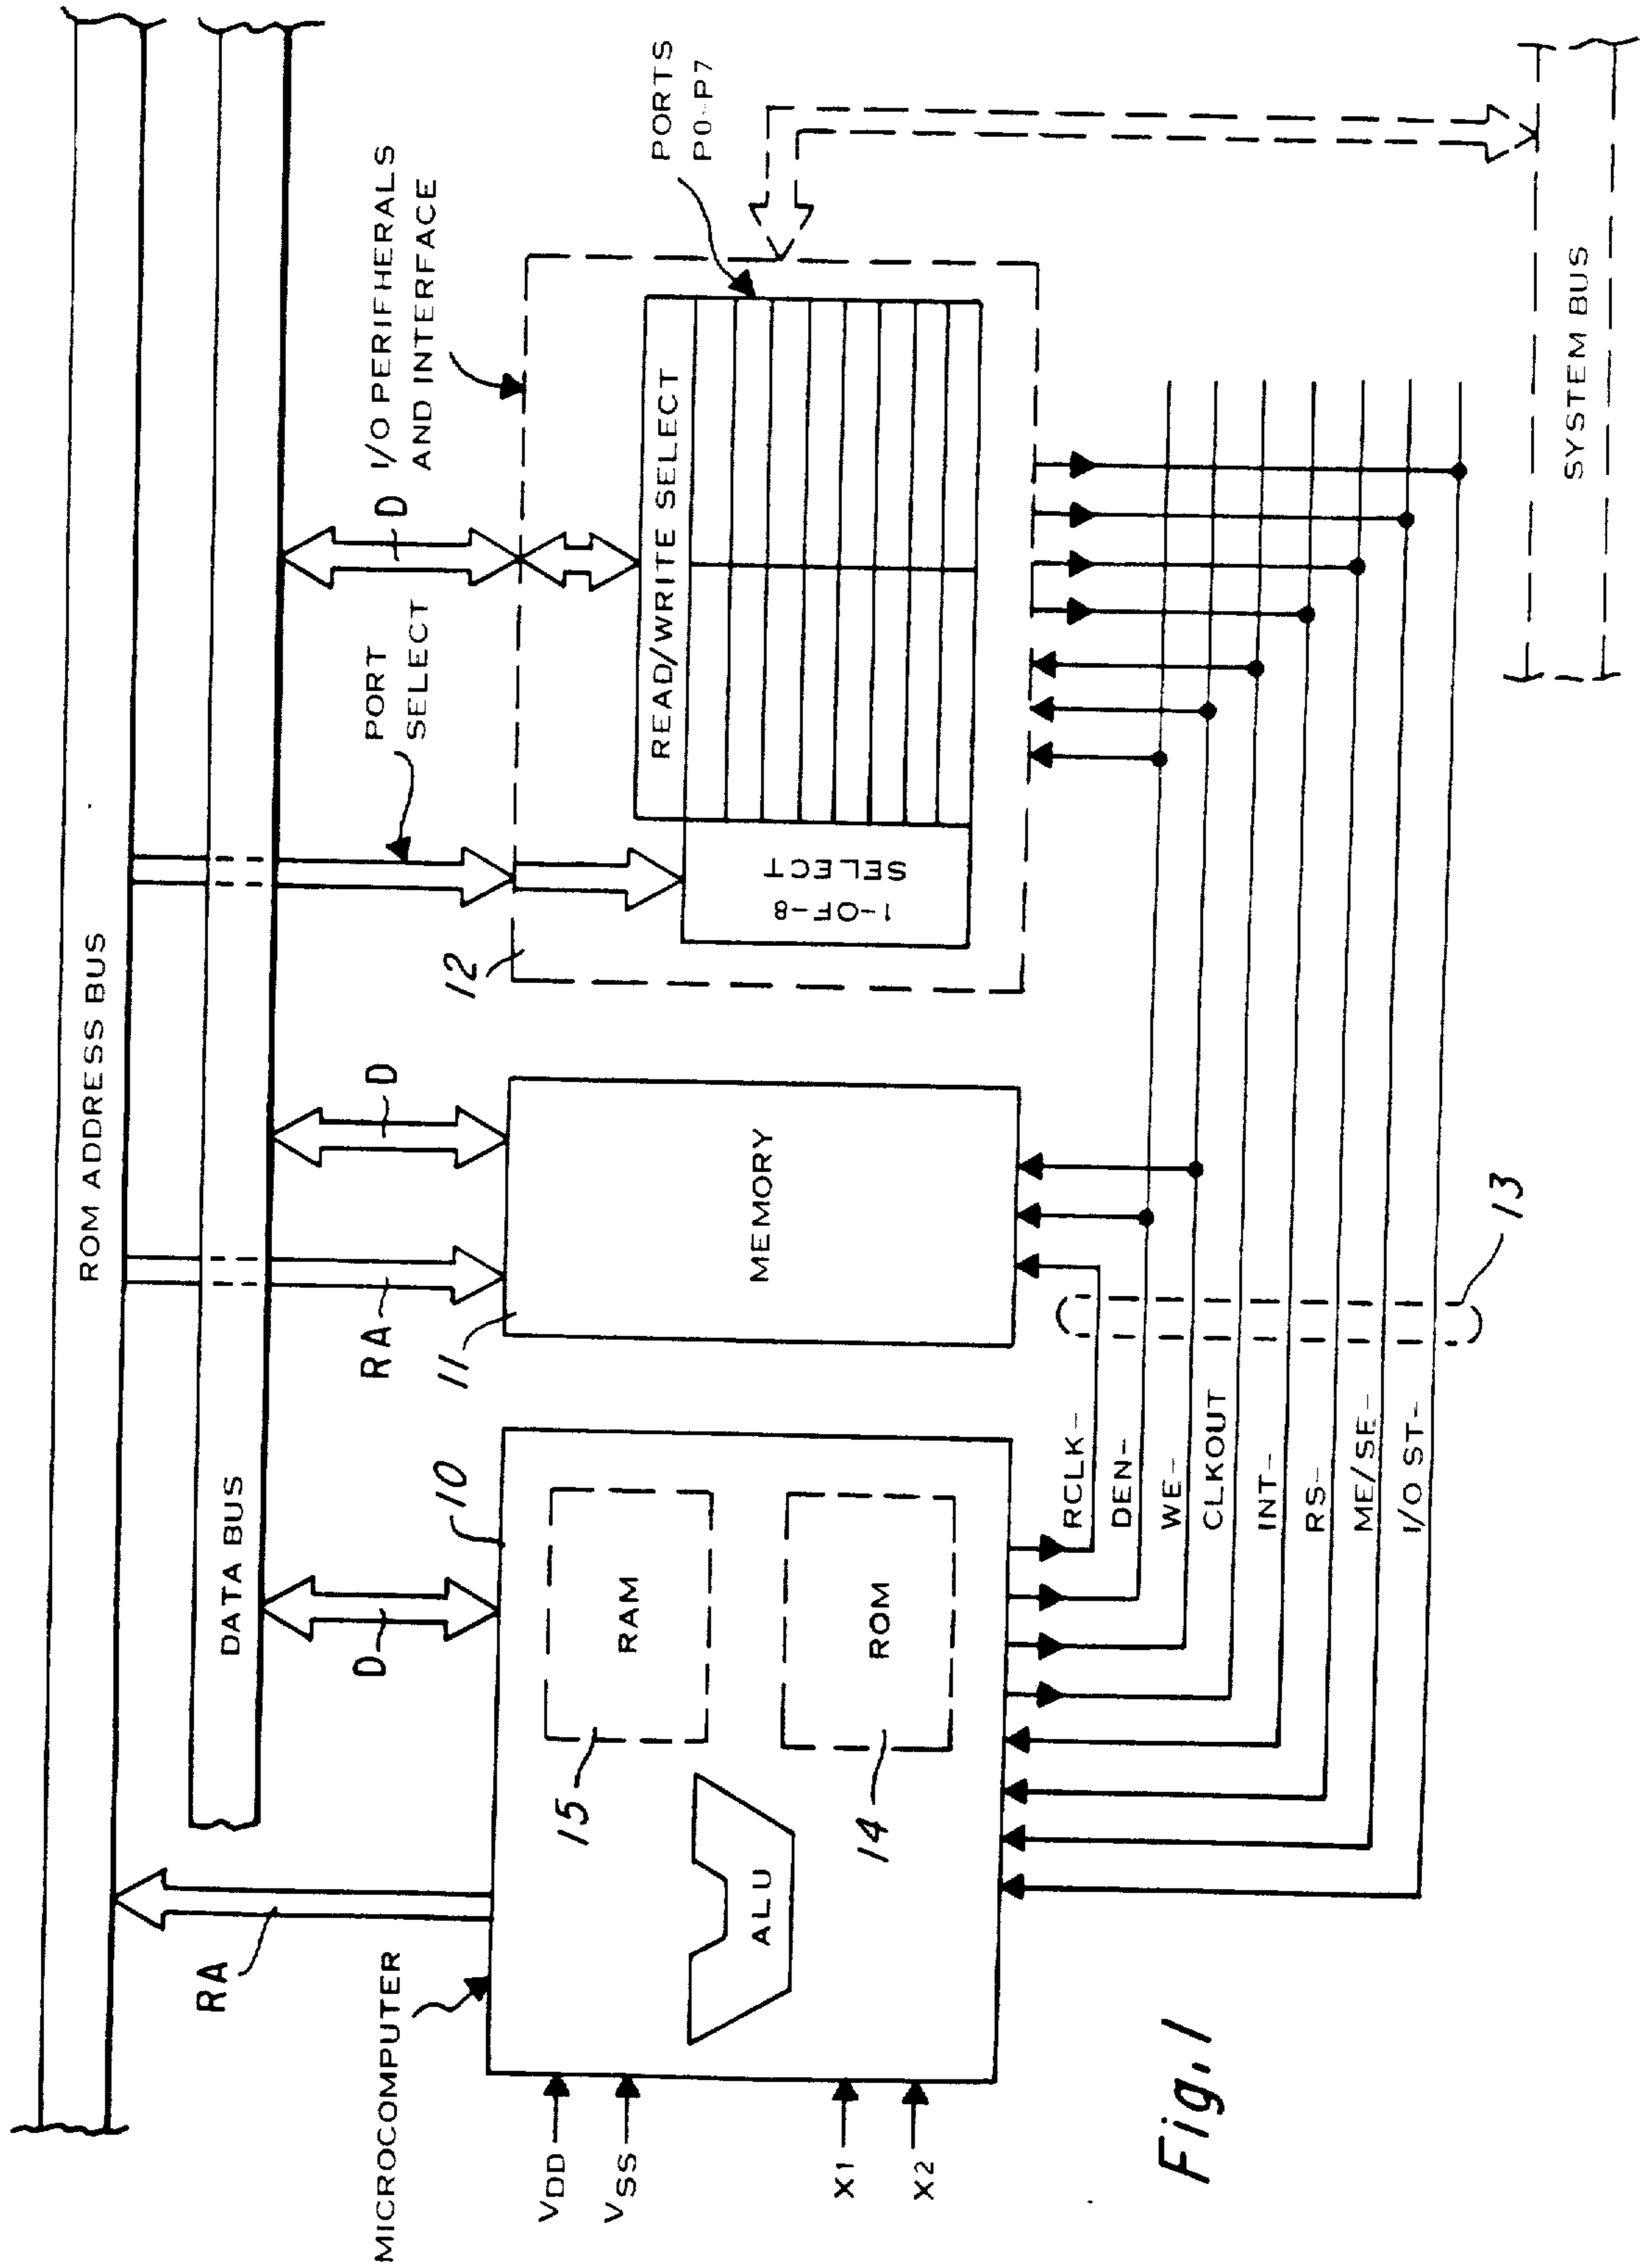 ROM ADDRESS BUS
DATA BUS
RA
D
RA
D
PORT
SELECT
D
I/O PERIFHERALS
AND INTERFACE
PORTS
P0-P7
MICROCOMPUTER
10
11
12
VDD
VSS
X1
X2
15
RAM
ALU
14
ROM
MEMORY
READ/WRITE SELECT
1-OF-8
SELECT
RCLK-
DEN-
WE-
CLKOUT
INT-
RS-
ME/SE-
I/O ST-
13
SYSTEM BUS
Fig.1